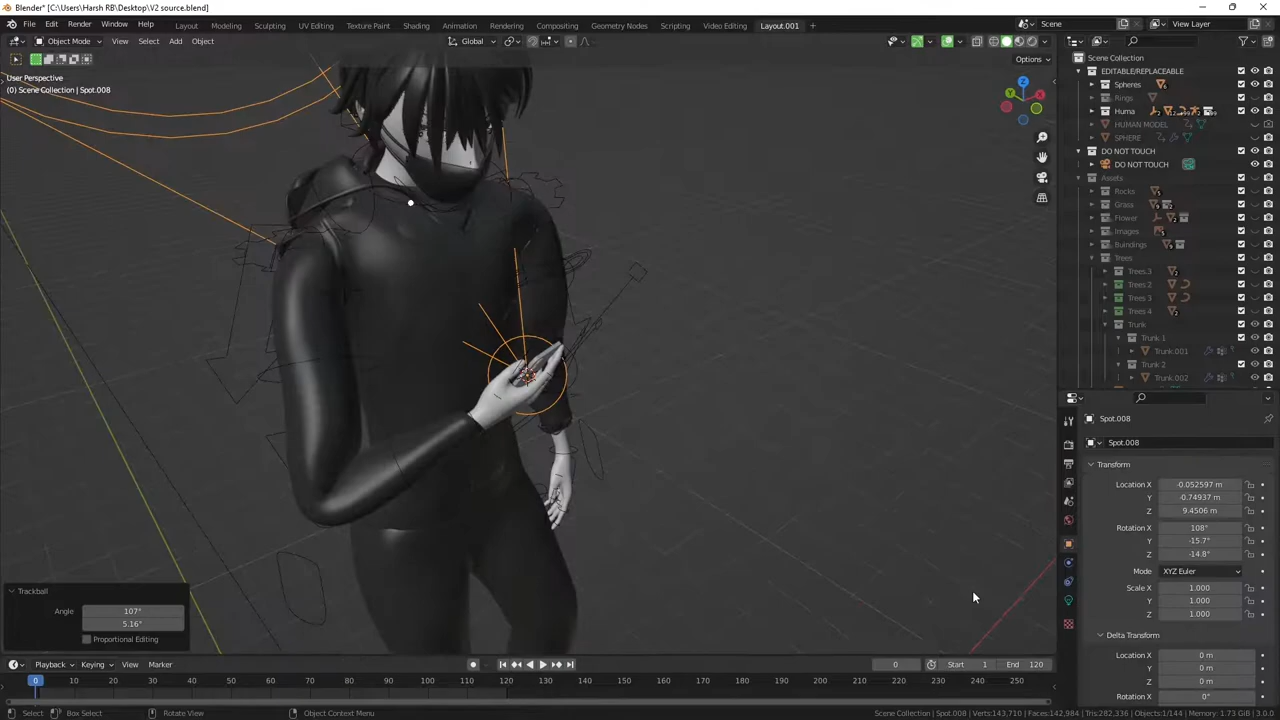 Blender* [C:\Users\Harsh RB\Desktop\V2 source.blend]
File Edit Render Window Help
Layout Modeling Sculpting UV Editing Texture Paint Shading Animation Rendering Compositing Geometry Nodes Scripting Video Editing Layout.001 +
Scene
View Layer
Object Mode View Select Add Object
Global
Options
User Perspective
(0) Scene Collection | Spot.008
Scene Collection
EDITABLE/REPLACEABLE
Spheres
Rings
Huma
HUMAN MODEL
SPHERE
DO NOT TOUCH
DO NOT TOUCH
Assets
Rocks
Grass
Flower
Images
Buindings
Trees
Trees.3
Trees 2
Trees 3
Trees 4
Trunk
Trunk 1
Trunk.001
Trunk 2
Trunk.002
Spot.008
Spot.008
Transform
Location X -0.052597 m
Y -0.74937 m
Z 9.4506 m
Rotation X 108°
Y -15.7°
Z -14.8°
Mode XYZ Euler
Scale X 1.000
Y 1.000
Z 1.000
Delta Transform
Location X 0 m
Y 0 m
Z 0 m
Rotation X 0°
Trackball
Angle 107°
5.16°
Proportional Editing
Playback Keying View Marker
0 Start 1 End 120
0 10 20 30 40 50 60 70 80 90 100 110 120 130 140 150 160 170 180 190 200 210 220 230 240 250
Select Box Select Rotate View Object Context Menu
Scene Collection | Spot.008 Verts:143,710 | Faces:142,984 | Tris:282,336 | Objects:1/144 | Memory: 1.73 GiB | 3.0.0